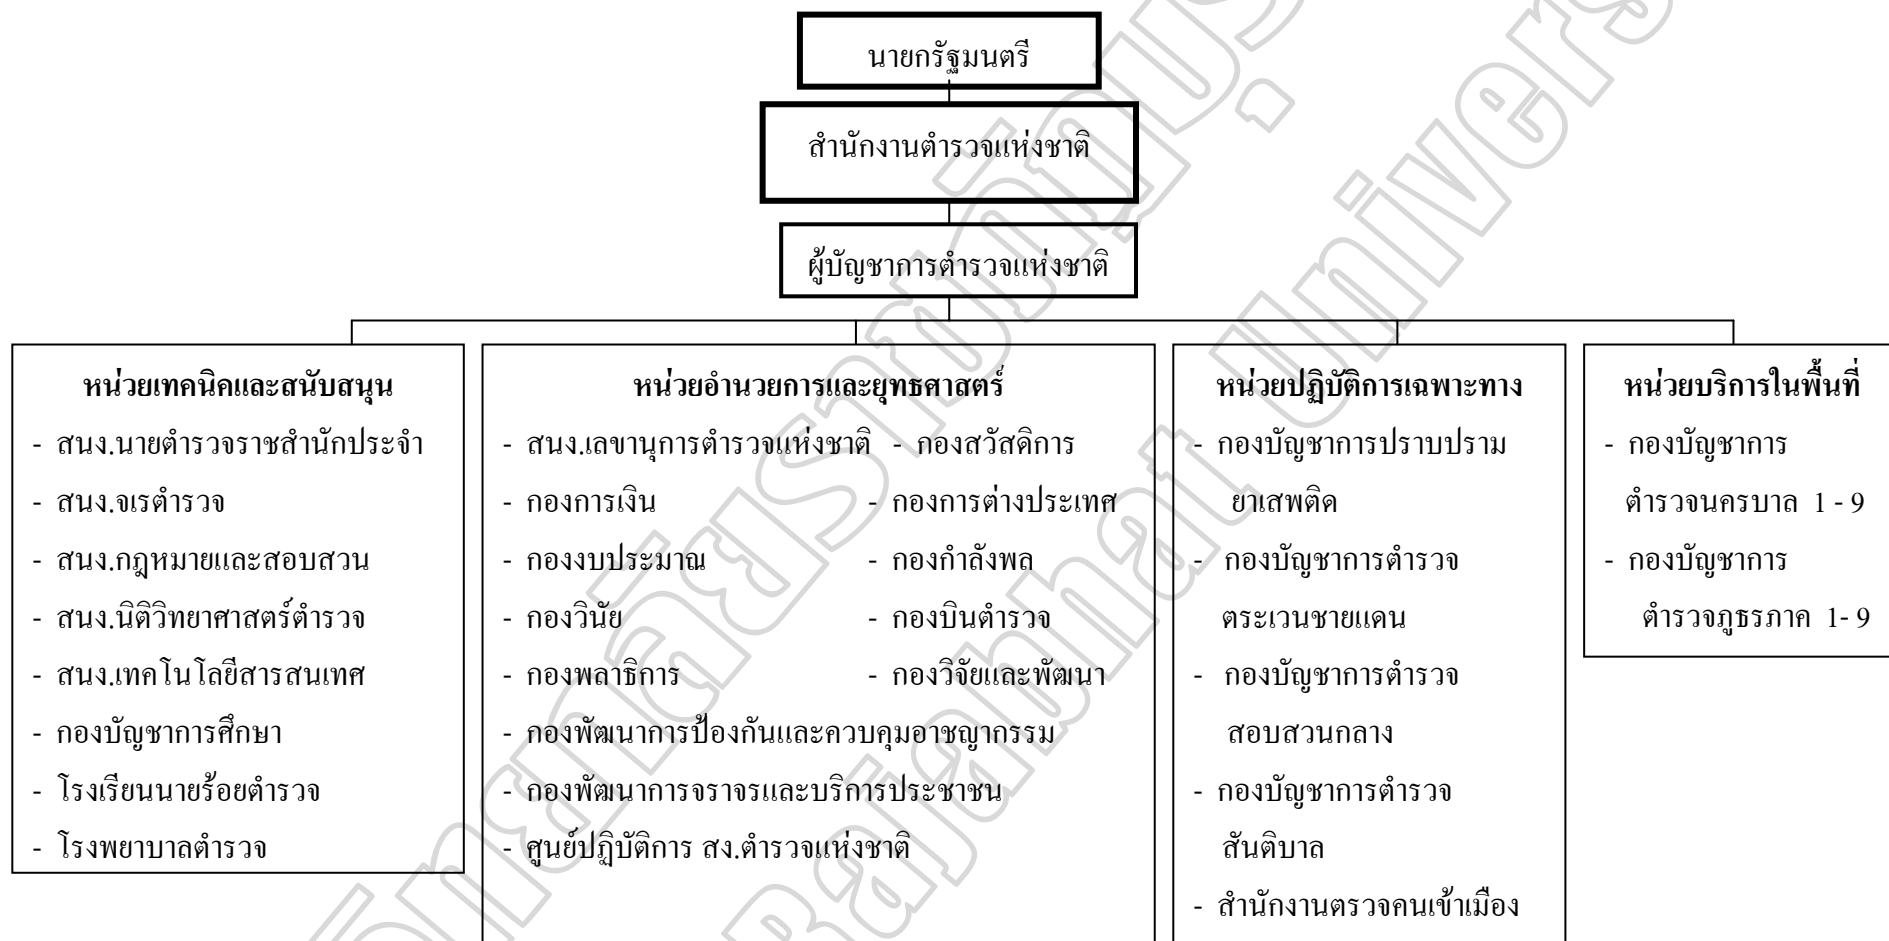 นายกรัฐมนตรี
สำนักงานตำรวจแห่งชาติ
ผู้บัญชาการตำรวจแห่งชาติ
หน่วยเทคนิคและสนับสนุน
- สนง.นายตำรวจราชสำนักประจำ
- สนง.จเรตำรวจ
- สนง.กฎหมายและสอบสวน
- สนง.นิติวิทยาศาสตร์ตำรวจ
- สนง.เทคโนโลยีสารสนเทศ
- กองบัญชาการศึกษา
- โรงเรียนนายร้อยตำรวจ
- โรงพยาบาลตำรวจ
หน่วยอำนวยการและยุทธศาสตร์
- สนง.เลขานุการตำรวจแห่งชาติ - กองสวัสดิการ
- กองการเงิน - กองการต่างประเทศ
- กองงบประมาณ - กองกำลังพล
- กองวินัย - กองบินตำรวจ
- กองพลาธิการ - กองวิจัยและพัฒนา
- กองพัฒนาการป้องกันและควบคุมอาชญากรรม
- กองพัฒนาการจราจรและบริการประชาชน
- ศูนย์ปฏิบัติการ สง.ตำรวจแห่งชาติ
หน่วยปฏิบัติการเฉพาะทาง
- กองบัญชาการปราบปราม
ยาเสพติด
- กองบัญชาการตำรวจ
ตระเวนชายแดน
- กองบัญชาการตำรวจ
สอบสวนกลาง
- กองบัญชาการตำรวจ
สันติบาล
- สำนักงานตรวจคนเข้าเมือง
หน่วยบริการในพื้นที่
- กองบัญชาการ
ตำรวจนครบาล 1 - 9
- กองบัญชาการ
ตำรวจภูธรภาค 1- 9
Rajabhat Univers